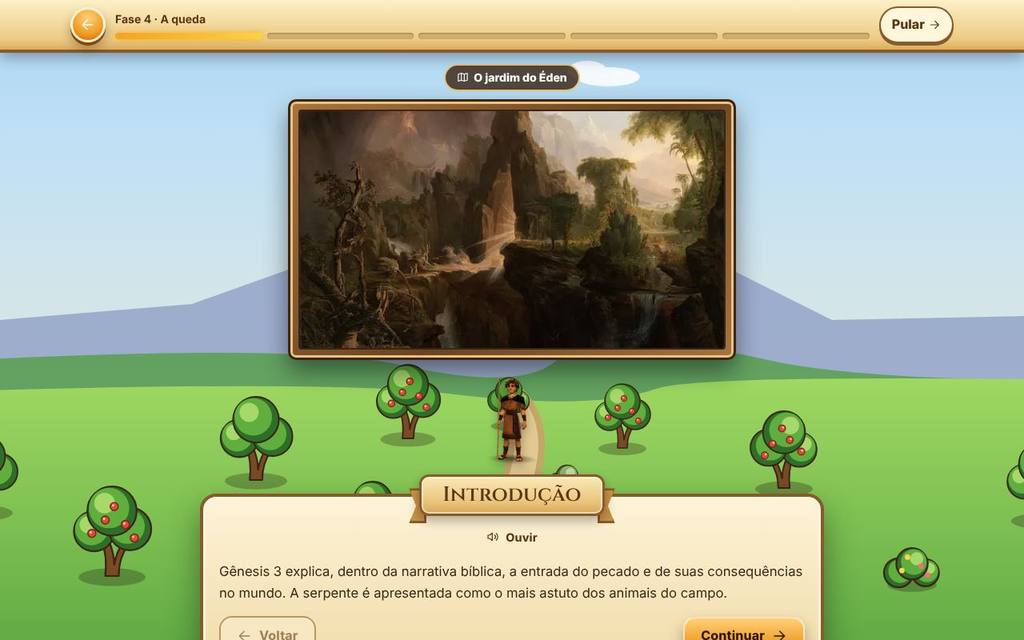 Fase 4 · A queda
Pular →
O jardim do Éden
Introdução
Ouvir
Gênesis 3 explica, dentro da narrativa bíblica, a entrada do pecado e de suas consequências
no mundo. A serpente é apresentada como o mais astuto dos animais do campo.
← Voltar
Continuar →